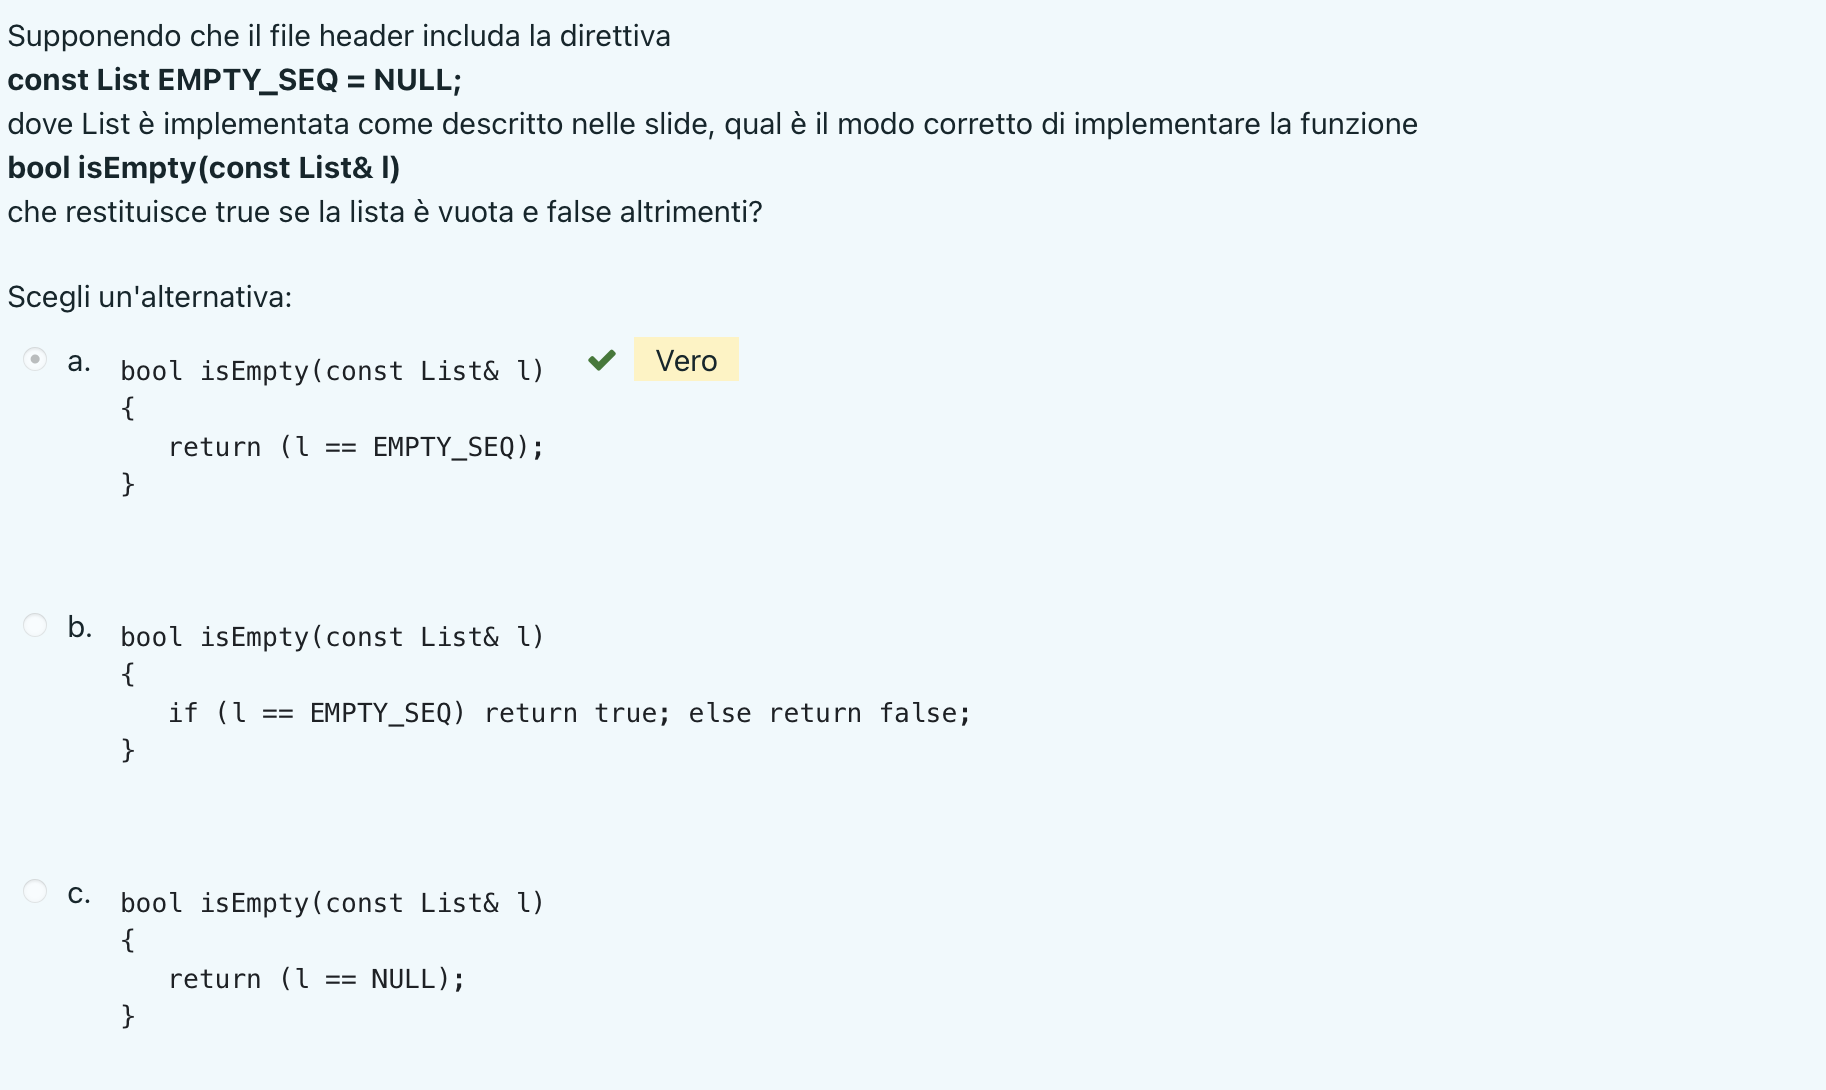 Supponendo che il file header includa la direttiva
const List EMPTY_SEQ = NULL;
dove List è implementata come descritto nelle slide, qual è il modo corretto di implementare la funzione
bool isEmpty(const List& l)
che restituisce true se la lista è vuota e false altrimenti?
Scegli un'alternativa:
a. bool isEmpty(const List& l) Vero
{
return (l == EMPTY_SEQ);
}
b. bool isEmpty(const List& l)
{
if (l == EMPTY_SEQ) return true; else return false;
}
c. bool isEmpty(const List& l)
{
return (l == NULL);
}